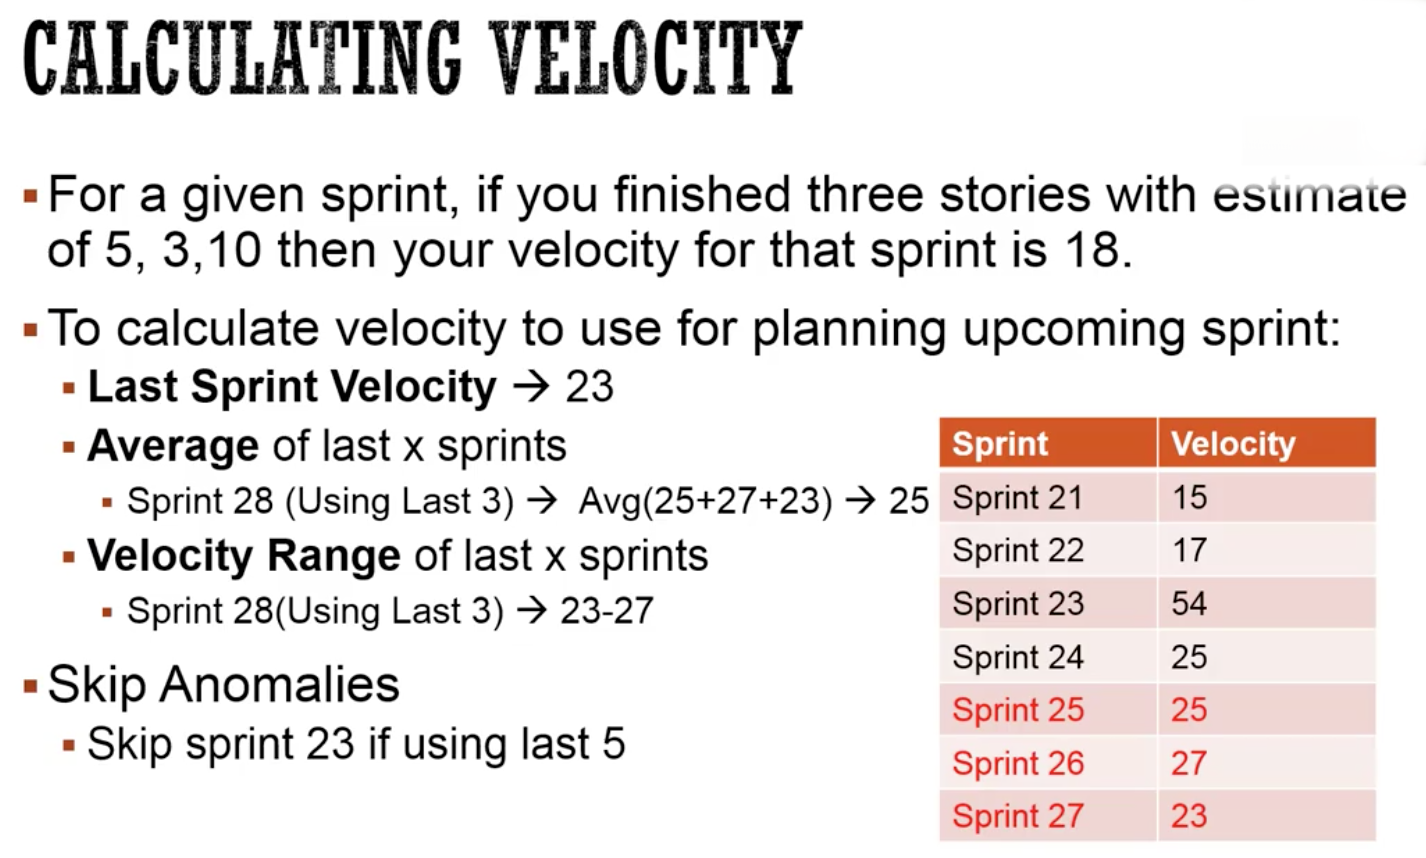 CALCULATING VELOCITY
▪ For a given sprint, if you finished three stories with estimate
of 5, 3,10 then your velocity for that sprint is 18.
▪ To calculate velocity to use for planning upcoming sprint:
▪ Last Sprint Velocity → 23
▪ Average of last x sprints
▪ Sprint 28 (Using Last 3) → Avg(25+27+23) → 25
▪ Velocity Range of last x sprints
▪ Sprint 28(Using Last 3) → 23-27
▪ Skip Anomalies
▪ Skip sprint 23 if using last 5
Sprint Velocity
Sprint 21 15
Sprint 22 17
Sprint 23 54
Sprint 24 25
Sprint 25 25
Sprint 26 27
Sprint 27 23